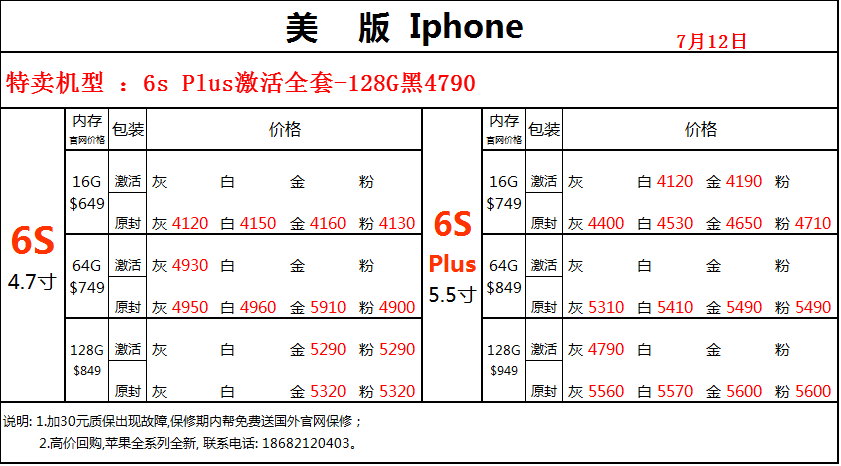 美 版 Iphone
7月12日
特卖机型 ：6s Plus激活全套-128G黑4790
内存 包装 价格 内存 包装 价格
官网价格 官网价格
6S
4.7寸
16G 激活 灰 白 金 粉
$649 原封 灰 4120 白 4150 金 4160 粉 4130
64G 激活 灰 4930 白 金 粉
$749 原封 灰 4950 白 4960 金 5910 粉 4900
128G 激活 灰 白 金 5290 粉 5290
$849 原封 灰 白 金 5320 粉 5320
6S
Plus
5.5寸
16G 激活 灰 白 4120 金 4190 粉
$749 原封 灰 4400 白 4530 金 4650 粉 4710
64G 激活 灰 白 金 粉
$849 原封 灰 5310 白 5410 金 5490 粉 5490
128G 激活 灰 4790 白 金 粉
$949 原封 灰 5560 白 5570 金 5600 粉 5600
说明: 1.加30元质保出现故障,保修期内帮免费送国外官网保修；
2.高价回购,苹果全系列全新, 联系电话: 18682120403。